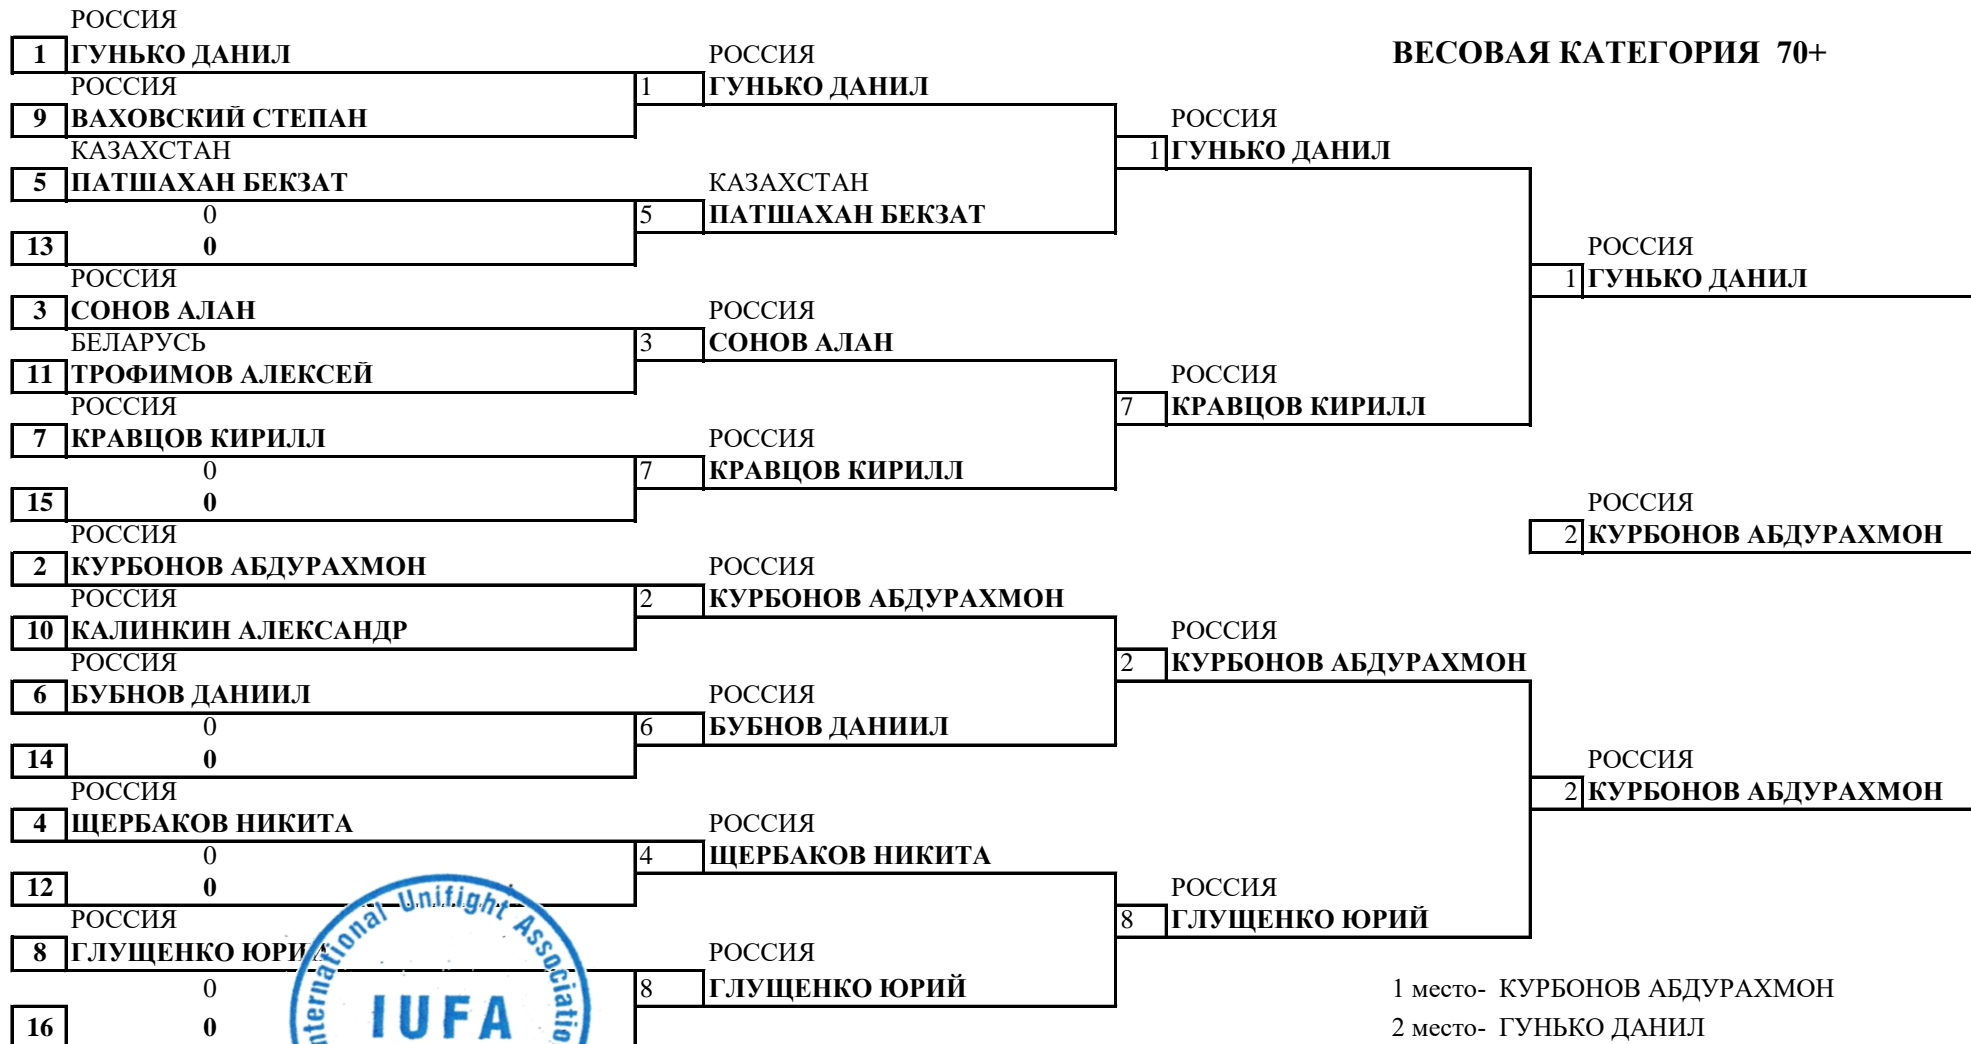 ВЕСОВАЯ КАТЕГОРИЯ 70+
РОССИЯ
1 ГУНЬКО ДАНИЛ
РОССИЯ
9 ВАХОВСКИЙ СТЕПАН
КАЗАХСТАН
5 ПАТШАХАН БЕКЗАТ
0
13 0
РОССИЯ
3 СОНОВ АЛАН
БЕЛАРУСЬ
11 ТРОФИМОВ АЛЕКСЕЙ
РОССИЯ
7 КРАВЦОВ КИРИЛЛ
0
15 0
РОССИЯ
2 КУРБОНОВ АБДУРАХМОН
РОССИЯ
10 КАЛИНКИН АЛЕКСАНДР
РОССИЯ
6 БУБНОВ ДАНИИЛ
0
14 0
РОССИЯ
4 ЩЕРБАКОВ НИКИТА
0
12 0
РОССИЯ
8 ГЛУЩЕНКО ЮРИЙ
0
16 0
РОССИЯ
1 ГУНЬКО ДАНИЛ
КАЗАХСТАН
5 ПАТШАХАН БЕКЗАТ
РОССИЯ
3 СОНОВ АЛАН
РОССИЯ
7 КРАВЦОВ КИРИЛЛ
РОССИЯ
2 КУРБОНОВ АБДУРАХМОН
РОССИЯ
6 БУБНОВ ДАНИИЛ
РОССИЯ
4 ЩЕРБАКОВ НИКИТА
РОССИЯ
8 ГЛУЩЕНКО ЮРИЙ
РОССИЯ
1 ГУНЬКО ДАНИЛ
РОССИЯ
7 КРАВЦОВ КИРИЛЛ
РОССИЯ
2 КУРБОНОВ АБДУРАХМОН
РОССИЯ
8 ГЛУЩЕНКО ЮРИЙ
РОССИЯ
1 ГУНЬКО ДАНИЛ
РОССИЯ
2 КУРБОНОВ АБДУРАХМОН
РОССИЯ
2 КУРБОНОВ АБДУРАХМОН
1 место- КУРБОНОВ АБДУРАХМОН
2 место- ГУНЬКО ДАНИЛ
Unifight
IUFA